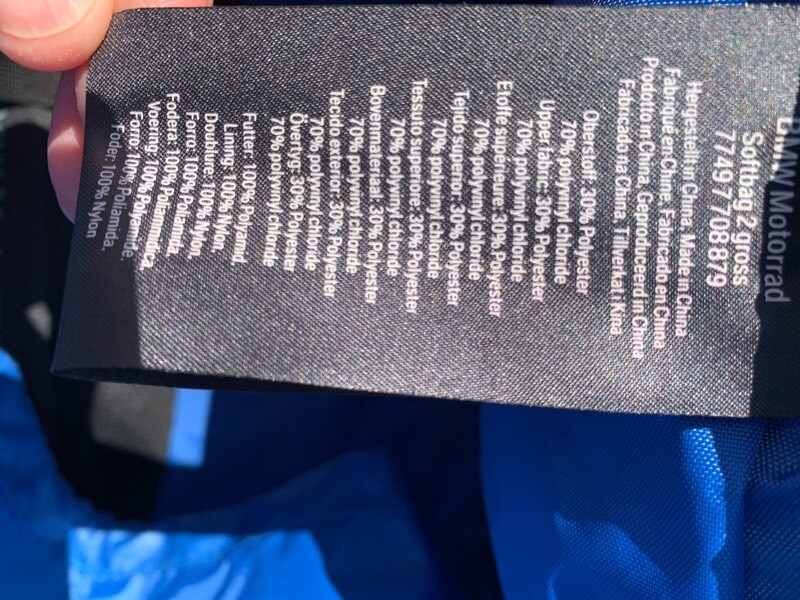 BMW Motorrad
Softbag 2 gross
77497708879
Hergestellt in China, Made in China
Fabriqué en Chine, Fabricado en China
Prodotto in China, Geproduceerd in China
Fabricado na China, Tillverkat i Kina
Oberstoff: 30% Polyester
70% polyvinyl chloride
Upper fabric: 30% Polyester
70% polyvinyl chloride
Etoffe superieure: 30% Polyester
70% polyvinyl chloride
Tejido superior: 30% Polyester
70% polyvinyl chloride
Tessuto superiore: 30% Polyester
70% polyvinyl chloride
Bovenmateriaal: 30% Polyester
70% polyvinyl chloride
Tecido exterior: 30% Polyester
70% polyvinyl chloride
Övertyg: 30% Polyester
70% polyvinyl chloride
Futter: 100% Polyamid,
Lining: 100% Nylon
Doublure: 100% Nylon
Forro: 100% Nylon,
Fodera: 100% Poliamida,
Voering: 100% Polyamidica,
Forro: 100% Poliamida,
Foder: 100% Nylon